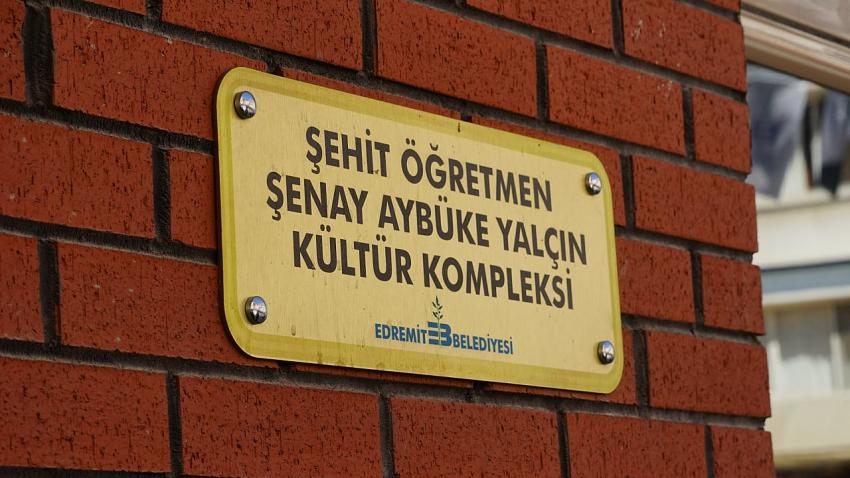 ŞEHİT ÖĞRETMEN
ŞENAY AYBÜKE YALÇIN
KÜLTÜR KOMPLEKSİ
EDREMİT BELEDİYESİ